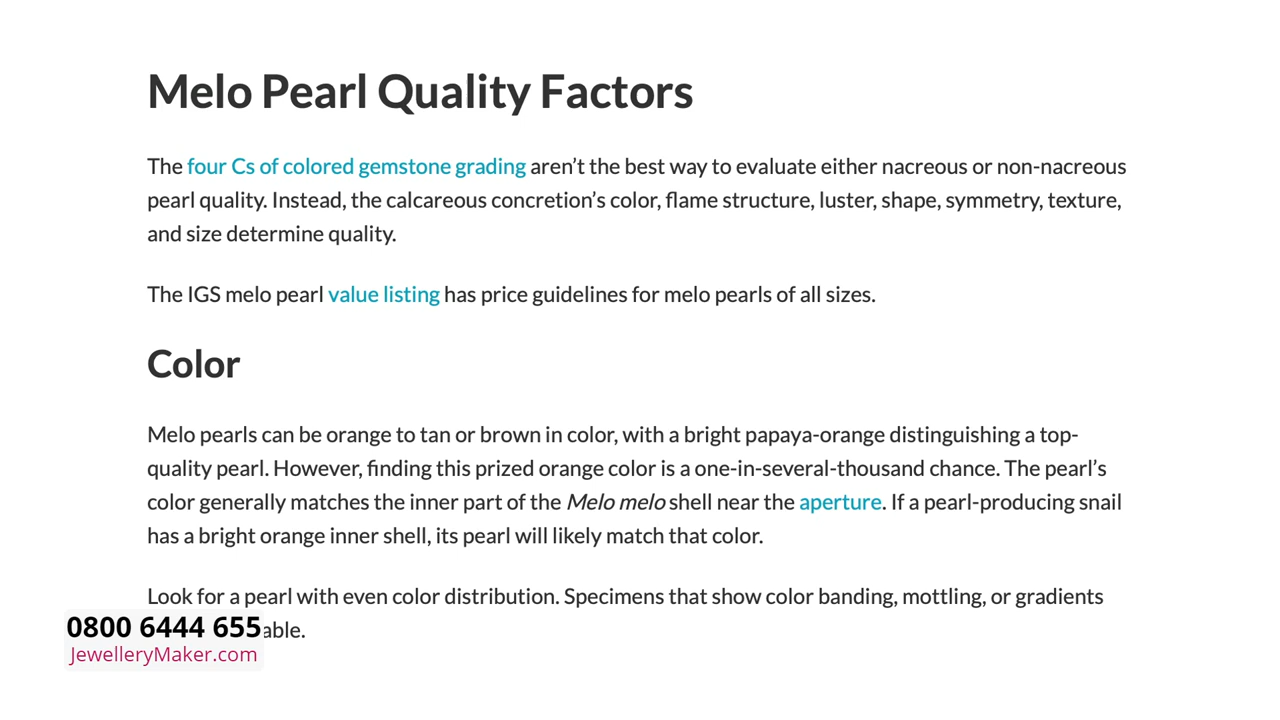 Melo Pearl Quality Factors
The four Cs of colored gemstone grading aren’t the best way to evaluate either nacreous or non-nacreous
pearl quality. Instead, the calcareous concretion’s color, flame structure, luster, shape, symmetry, texture,
and size determine quality.
The IGS melo pearl value listing has price guidelines for melo pearls of all sizes.
Color
Melo pearls can be orange to tan or brown in color, with a bright papaya-orange distinguishing a top-
quality pearl. However, finding this prized orange color is a one-in-several-thousand chance. The pearl’s
color generally matches the inner part of the Melo melo shell near the aperture. If a pearl-producing snail
has a bright orange inner shell, its pearl will likely match that color.
Look for a pearl with even color distribution. Specimens that show color banding, mottling, or gradients
0800 6444 655
JewelleryMaker.com